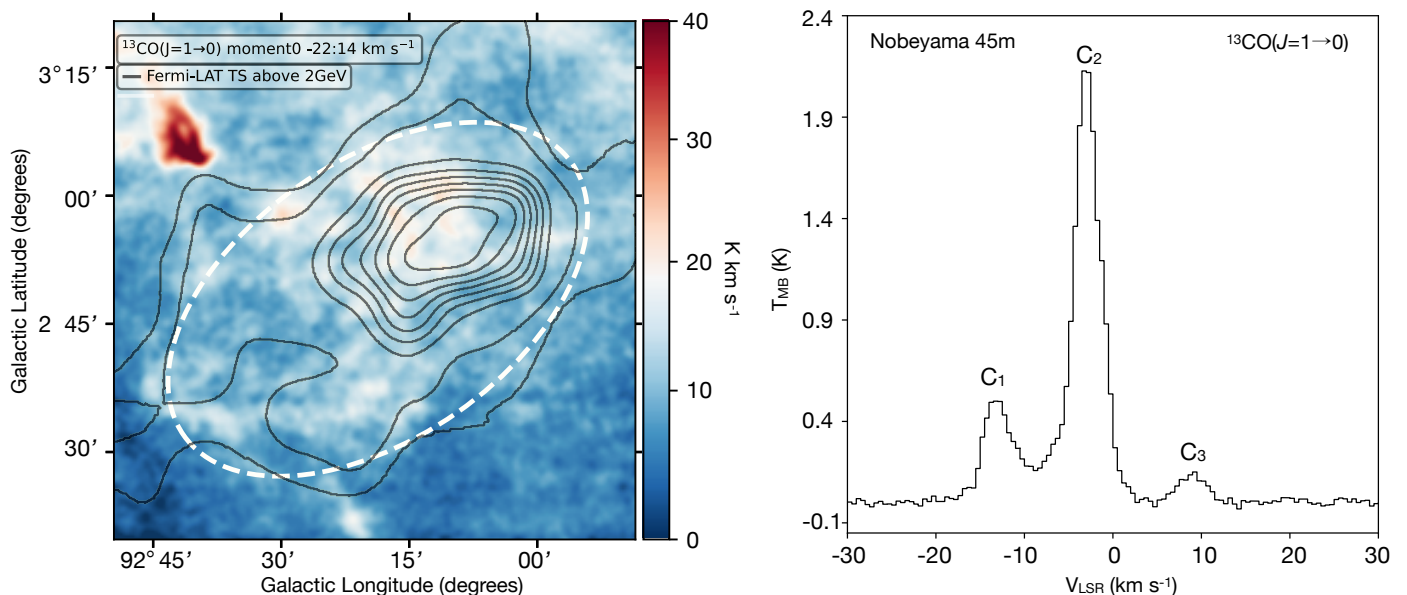 ¹³CO(J=1→0) moment0 -22:14 km s⁻¹
Fermi-LAT TS above 2GeV
Galactic Latitude (degrees)
3° 15′
00′
2 45′
30′
92° 45′ 30′ 15′ 00′
Galactic Longitude (degrees)
40
30
20
10
0
K km s⁻¹
Nobeyama 45m
¹³CO(J=1→0)
C₁
C₂
C₃
T_MB (K)
2.4
1.9
1.4
0.9
0.4
-0.1
-30 -20 -10 0 10 20 30
V_LSR (km s⁻¹)